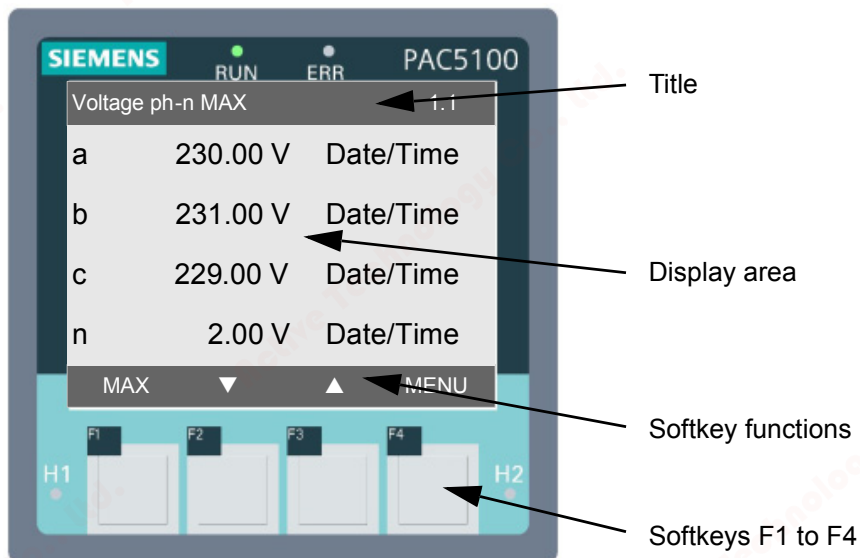 SIEMENS RUN ERR PAC5100
Title
Voltage ph-n MAX 1.1
a 230.00 V Date/Time
b 231.00 V Date/Time
Display area
c 229.00 V Date/Time
n 2.00 V Date/Time
MAX ▼ ▲ MENU
Softkey functions
F1 F2 F3 F4
H1 H2
Softkeys F1 to F4